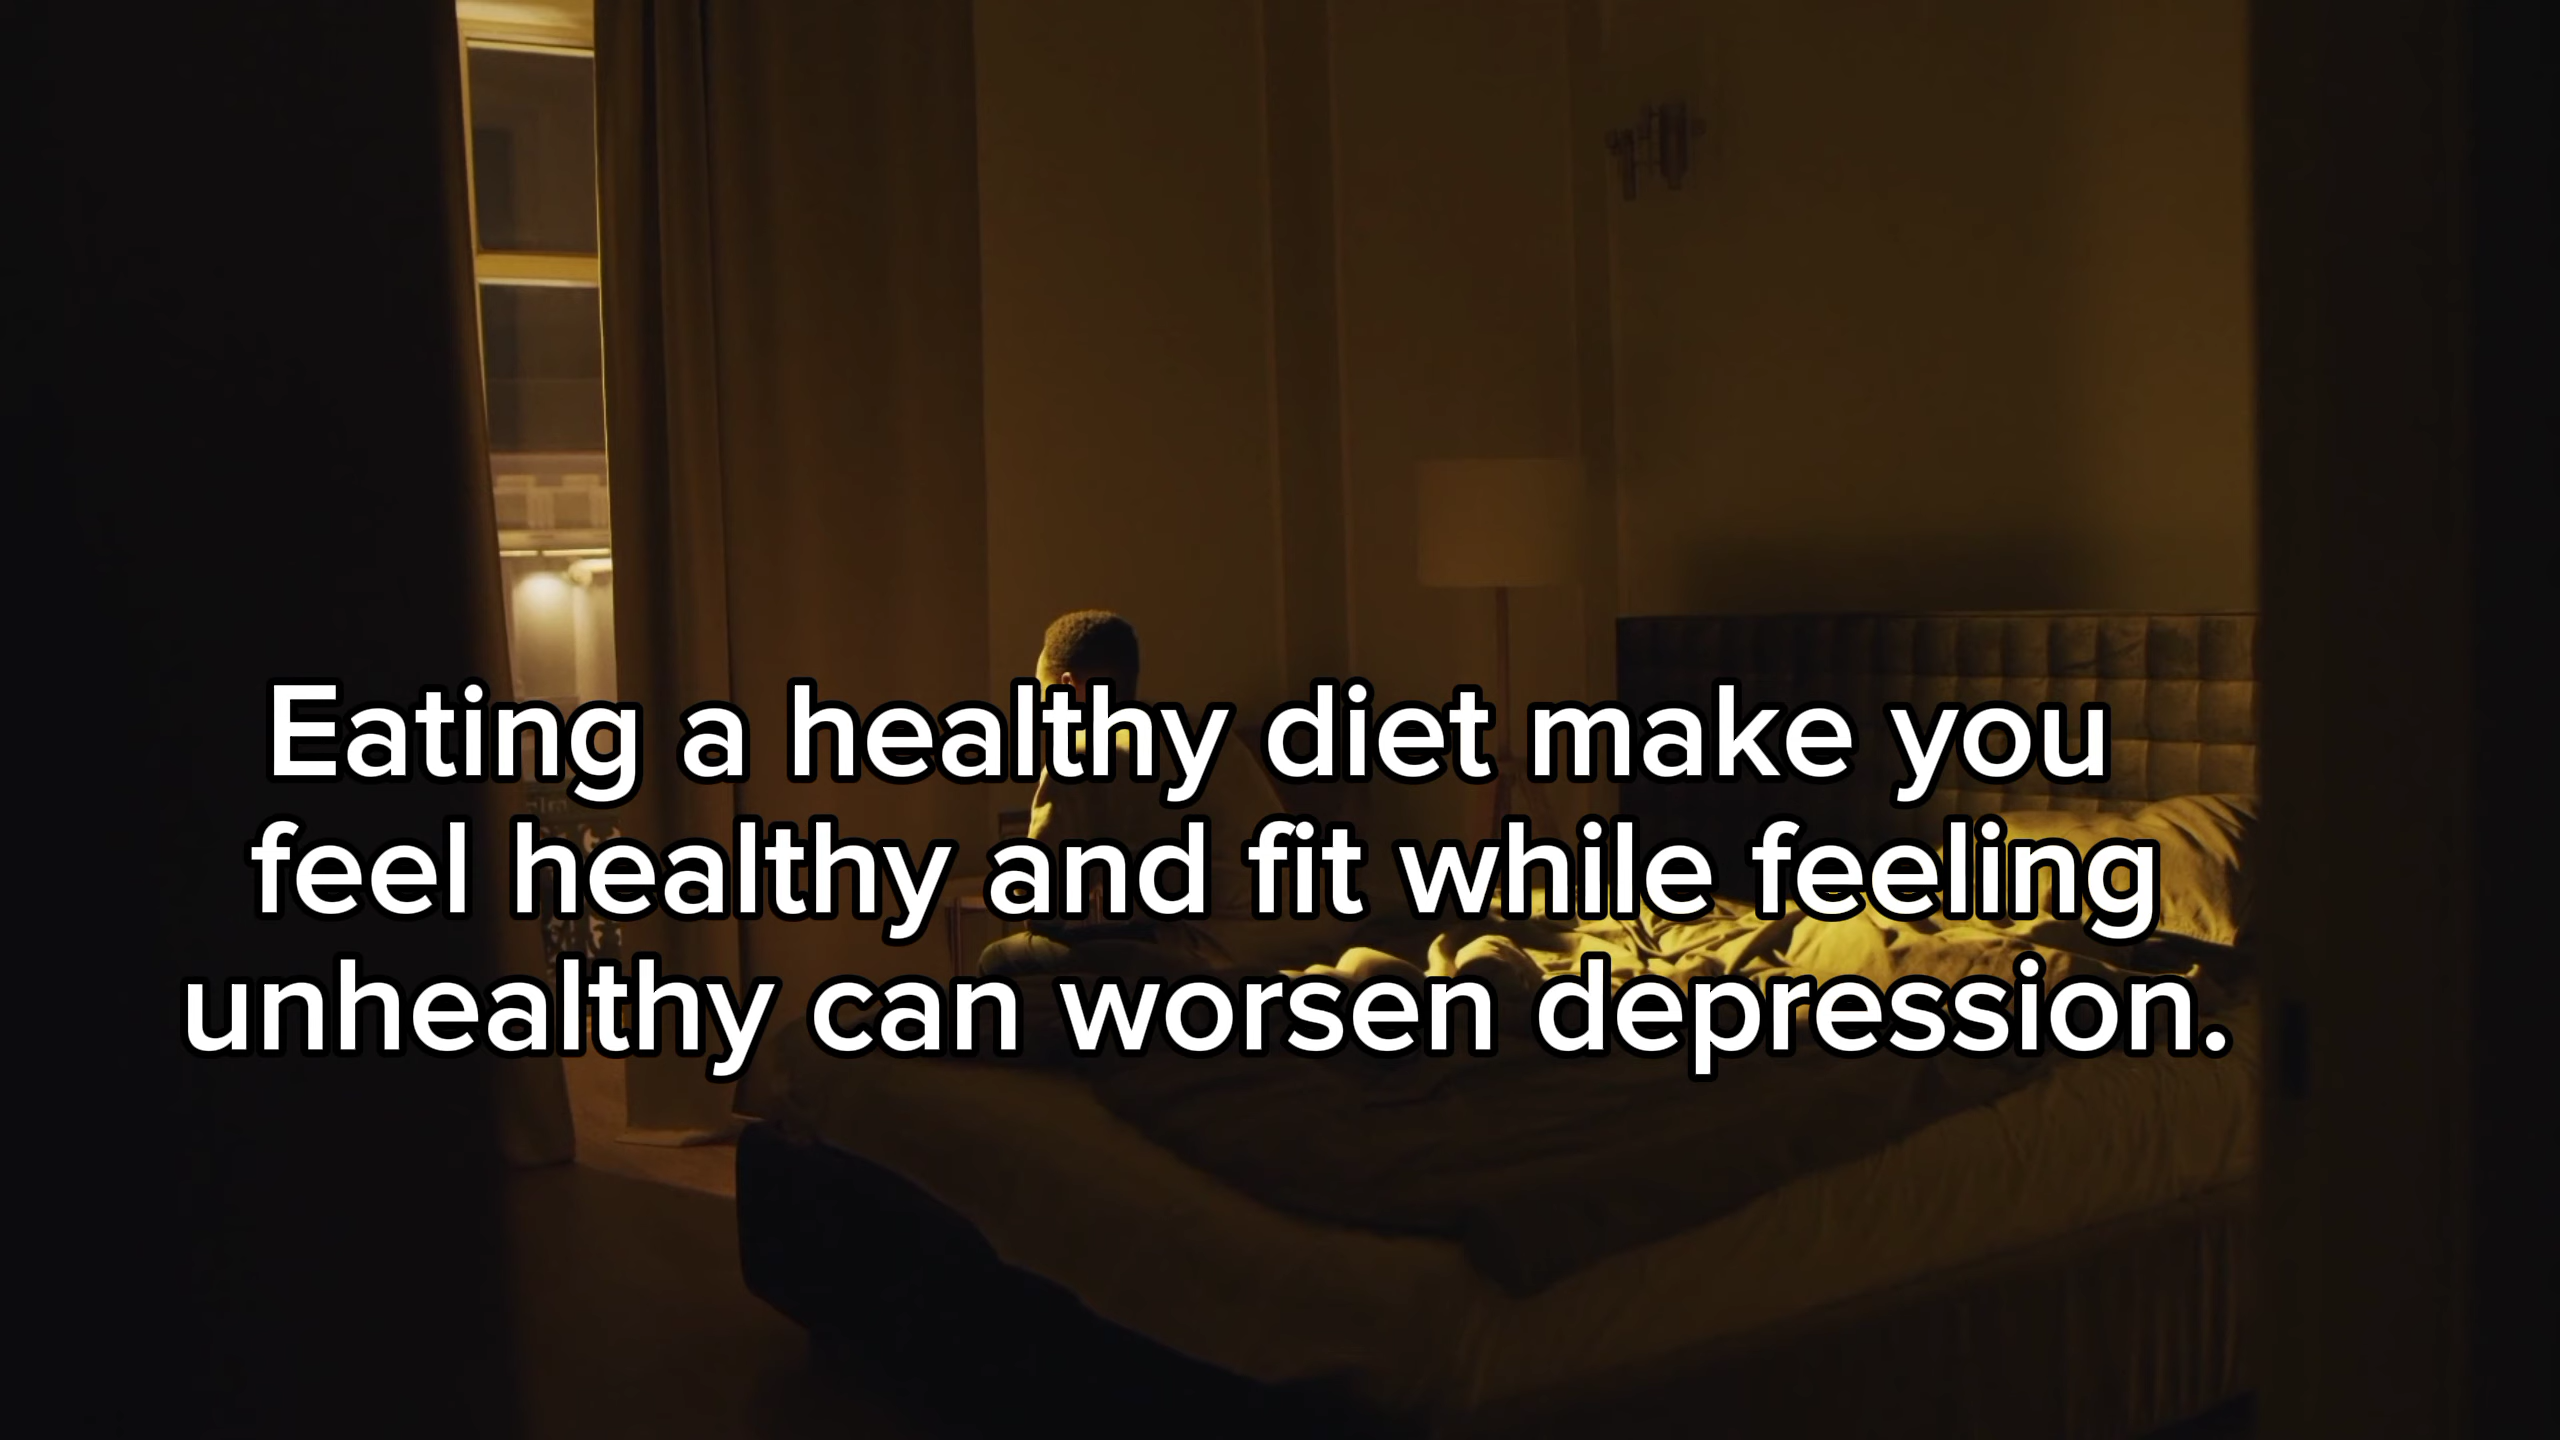 Eating a healthy diet make you
feel healthy and fit while feeling
unhealthy can worsen depression.